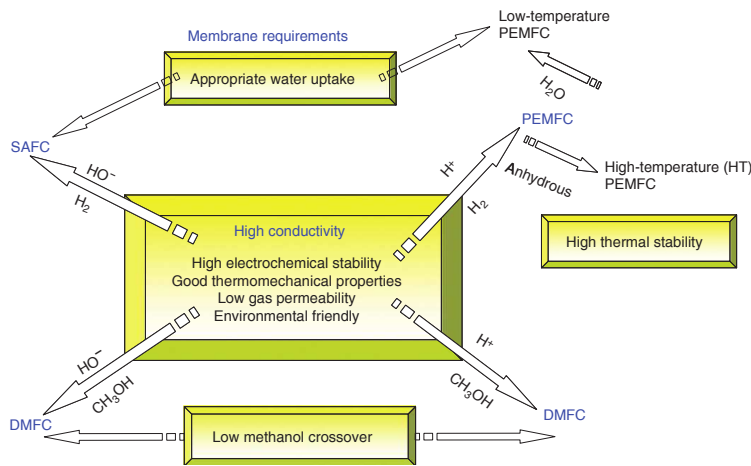 Low-temperature
PEMFC
Membrane requirements
Appropriate water uptake
H₂O
SAFC
PEMFC
HO⁻
H₂
H⁺
H₂
Anhydrous
High-temperature (HT)
PEMFC
High conductivity
High thermal stability
High electrochemical stability
Good thermomechanical properties
Low gas permeability
Environmental friendly
HO⁻
CH₃OH
H⁺
CH₃OH
DMFC
DMFC
Low methanol crossover